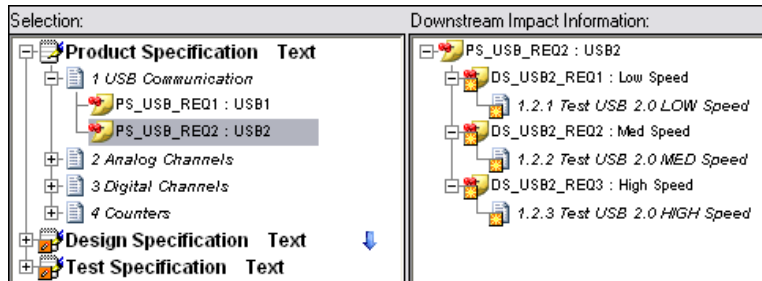 Selection:
Product Specification Text
1 USB Communication
PS_USB_REQ1 : USB1
PS_USB_REQ2 : USB2
2 Analog Channels
3 Digital Channels
4 Counters
Design Specification Text
Test Specification Text
Downstream Impact Information:
PS_USB_REQ2 : USB2
DS_USB2_REQ1 : Low Speed
1.2.1 Test USB 2.0 LOW Speed
DS_USB2_REQ2 : Med Speed
1.2.2 Test USB 2.0 MED Speed
DS_USB2_REQ3 : High Speed
1.2.3 Test USB 2.0 HIGH Speed